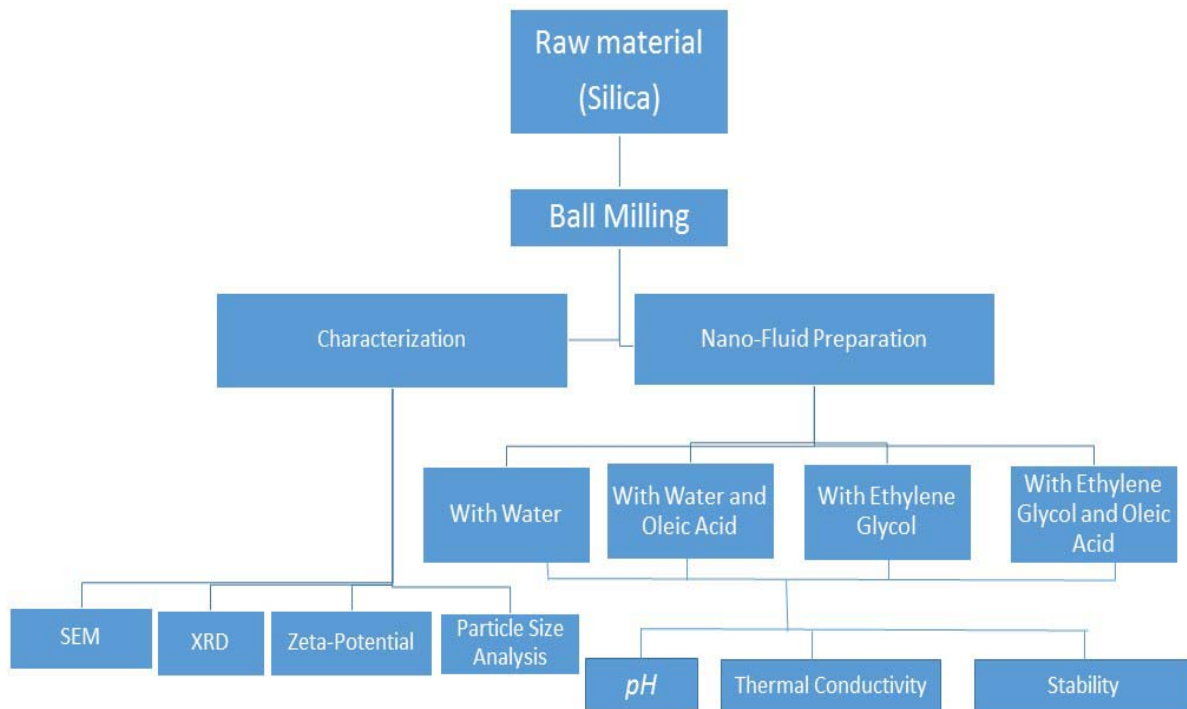 Raw material
(Silica)
Ball Milling
Characterization
Nano-Fluid Preparation
With Water
With Water and
Oleic Acid
With Ethylene
Glycol
With Ethylene
Glycol and Oleic
Acid
SEM
XRD
Zeta-Potential
Particle Size
Analysis
pH
Thermal Conductivity
Stability